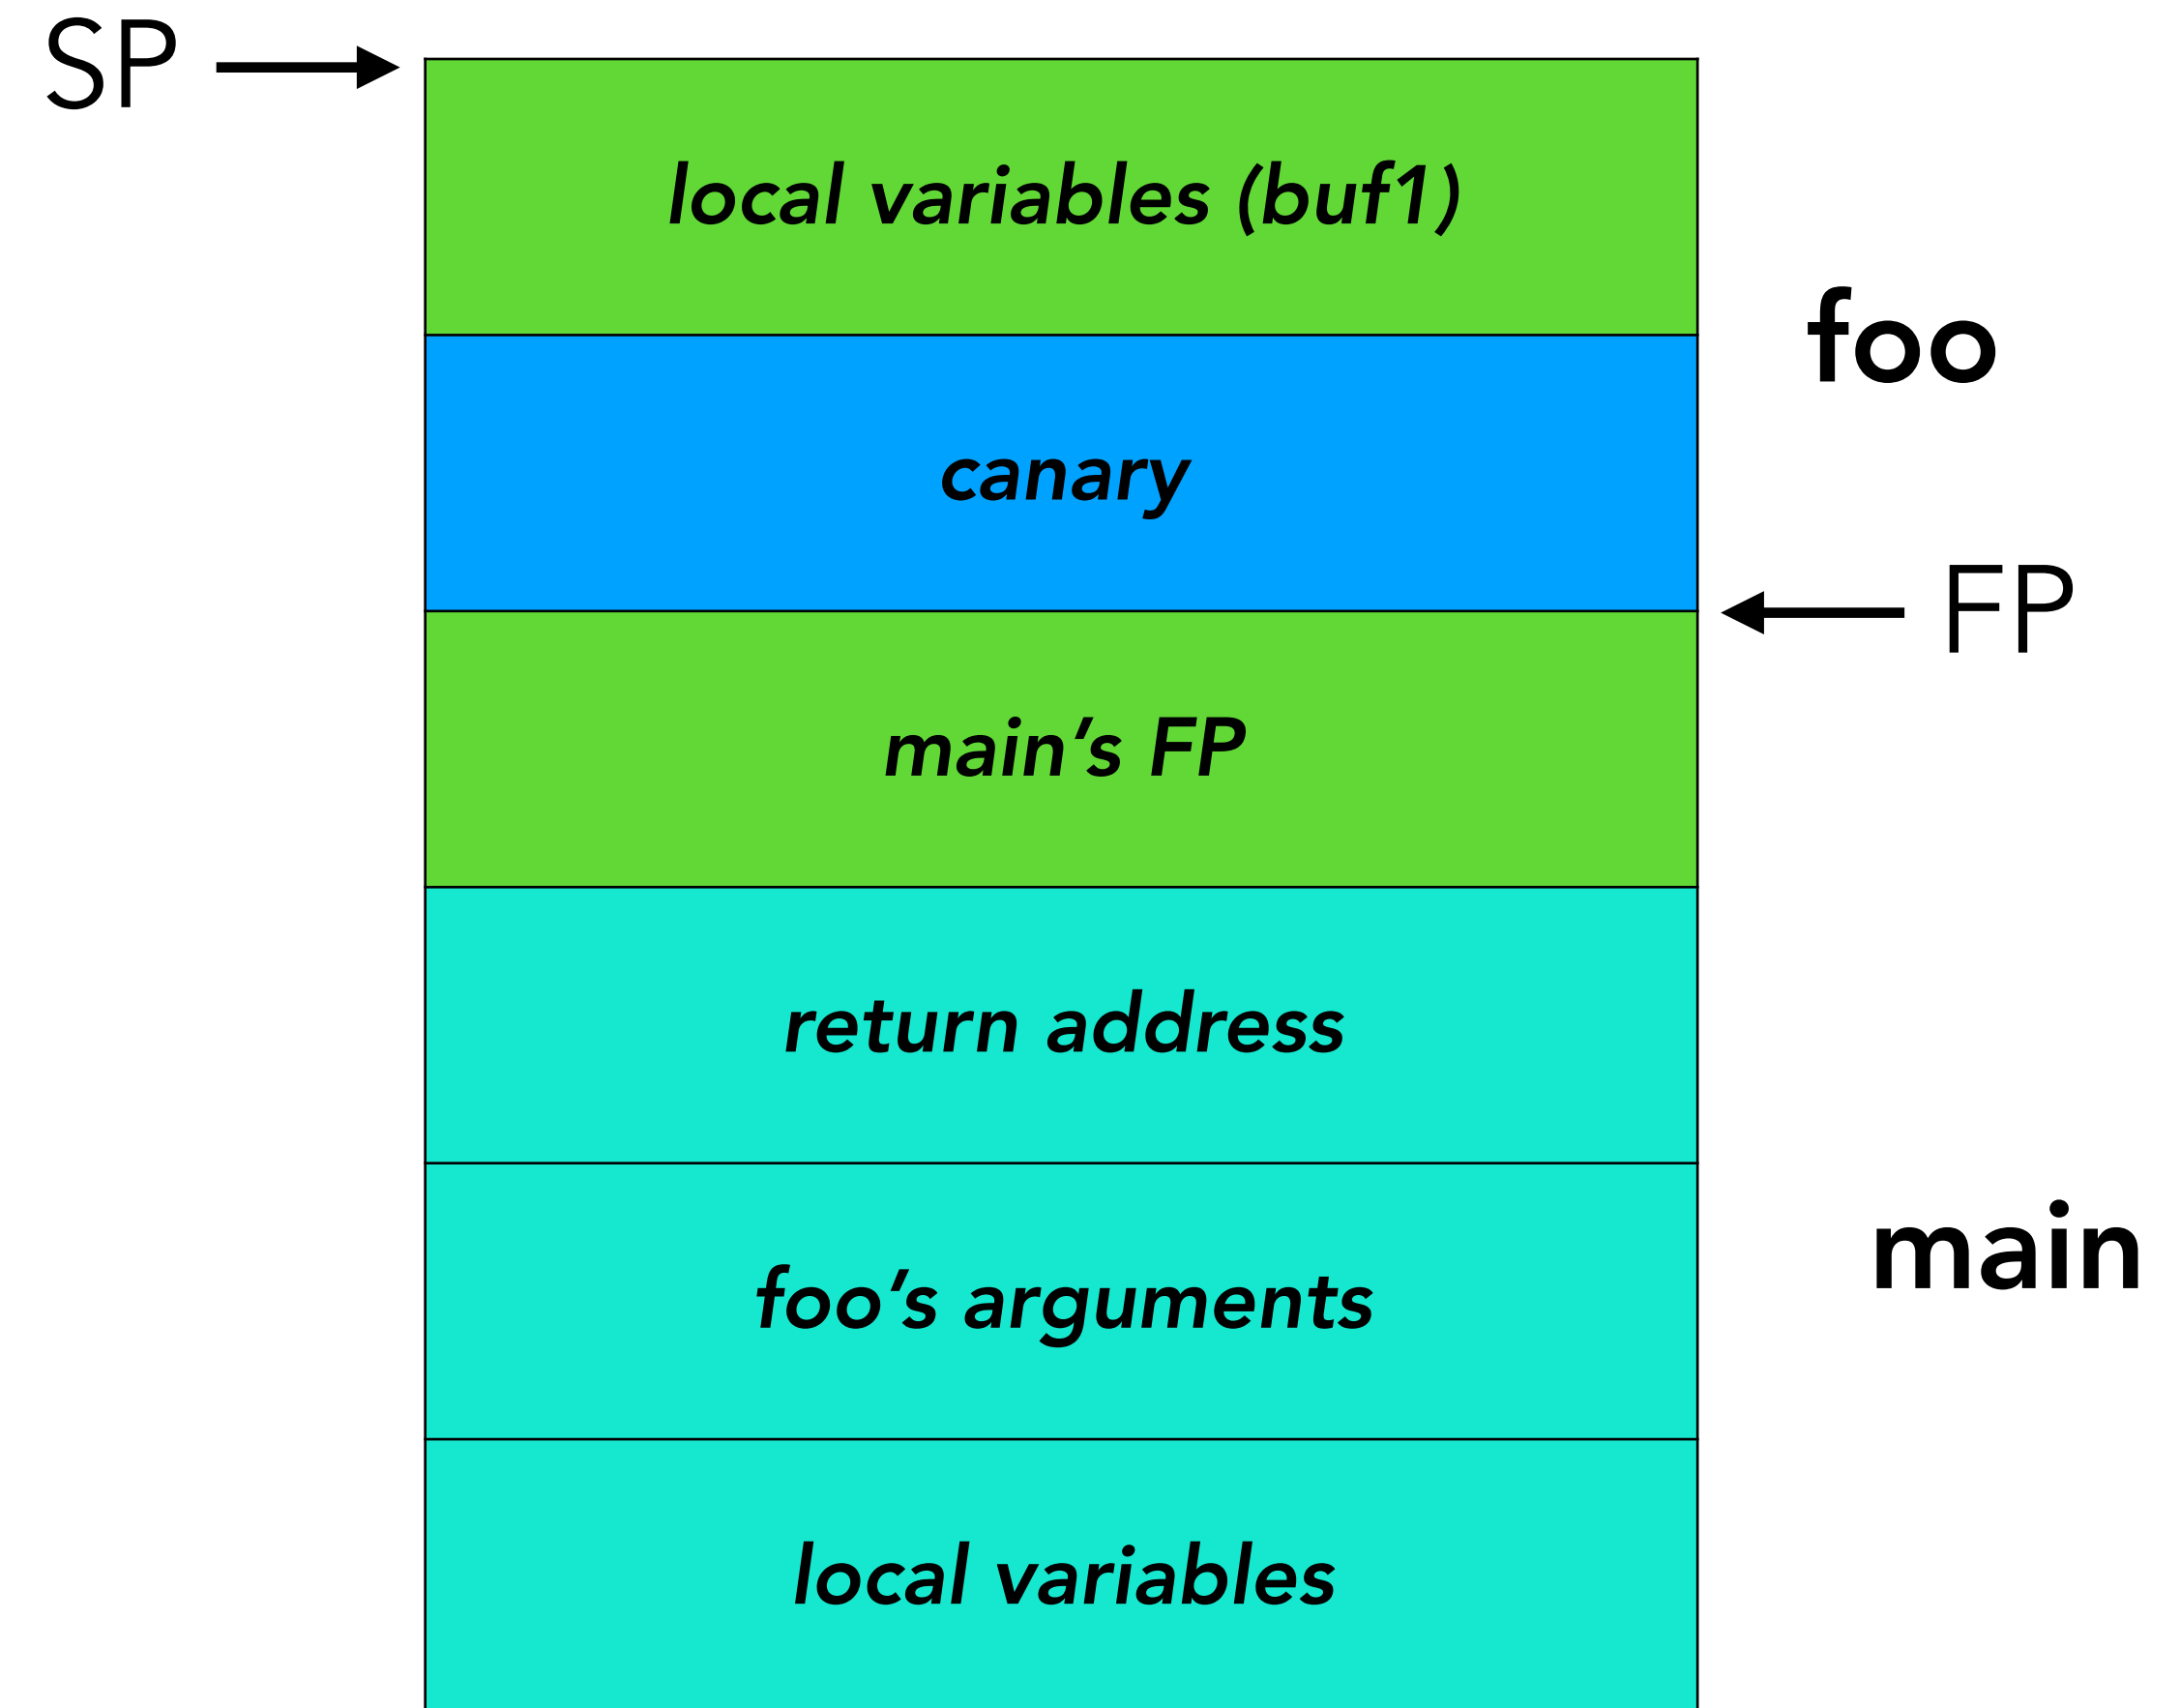 SP
local variables (buf1)
foo
canary
FP
main’s FP
return address
foo’s arguments
main
local variables